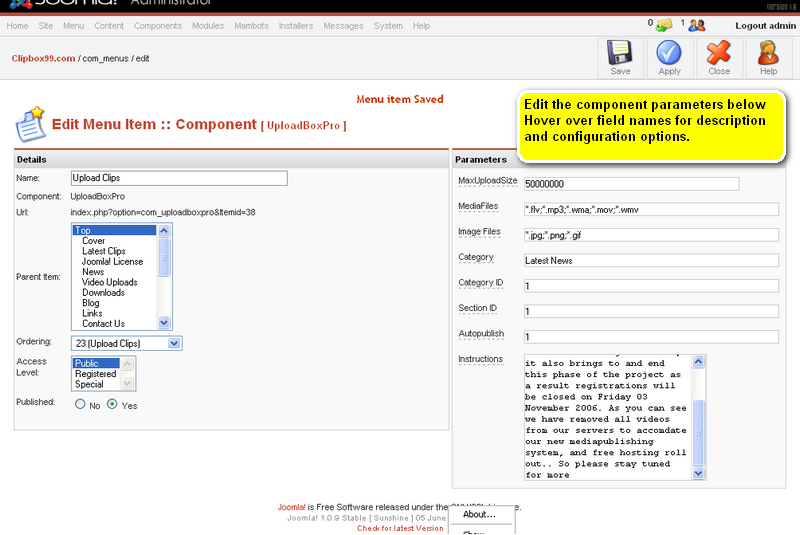 Joomla! Administrator
version 1.0
Home Site Menu Content Components Modules Mambots Installers Messages System Help
0 1 Logout admin
Clipbox99.com / com_menus / edit
Save Apply Close Help
Menu item Saved
Edit Menu Item :: Component [ UploadBoxPro ]
Edit the component parameters below
Hover over field names for description
and configuration options.
Details
Name: Upload Clips
Component: UploadBoxPro
Url: index.php?option=com_uploadboxpro&Itemid=38
Parent Item:
Top
Cover
Latest Clips
Joomla! License
News
Video Uploads
Downloads
Blog
Links
Contact Us
Ordering: 23 (Upload Clips)
Access
Level:
Public
Registered
Special
Published: No Yes
Parameters
MaxUploadSize 50000000
MediaFiles *.flv;*.mp3;*.wma;*.mov;*.wmv
Image Files *.jpg;*.png;*.gif
Category Latest News
Category ID 1
Section ID 1
Autopublish 1
Instructions
it also brings to and end
this phase of the project as
a result registrations will
be closed on Friday 03
November 2006. As you can see
we have removed all videos
from our servers to accomdate
our new mediapublishing
system, and free hosting roll
out.. So please stay tuned
for more
Joomla! is Free Software released under the
Joomla! 1.0.9 Stable [ Sunshine ] 05 June
Check for latest Version
About...